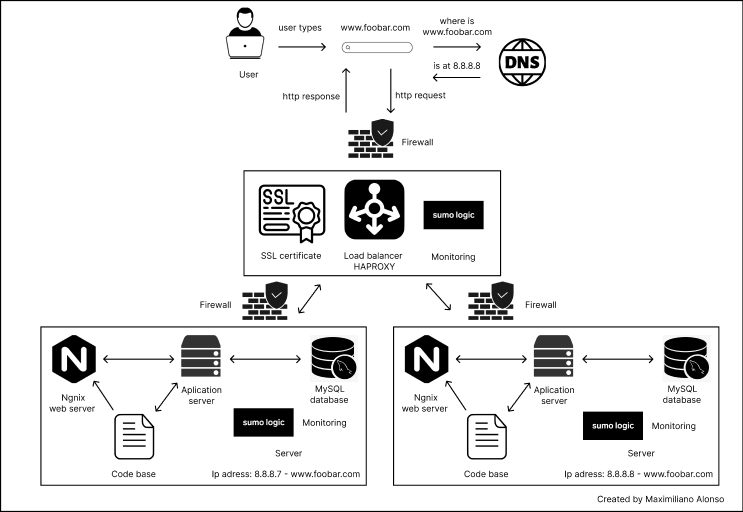 user types
www.foobar.com
where is
www.foobar.com
DNS
is at 8.8.8.8
User
http response
http request
Firewall
SSL
sumo logic
SSL certificate
Load balancer
HAPROXY
Monitoring
Firewall
Firewall
N
Ngnix
web server
Aplication
server
MySQL
database
sumo logic
Monitoring
Code base
Server
Ip adress: 8.8.8.7 - www.foobar.com
N
Ngnix
web server
Aplication
server
MySQL
database
sumo logic
Monitoring
Code base
Server
Ip adress: 8.8.8.8 - www.foobar.com
Created by Maximiliano Alonso